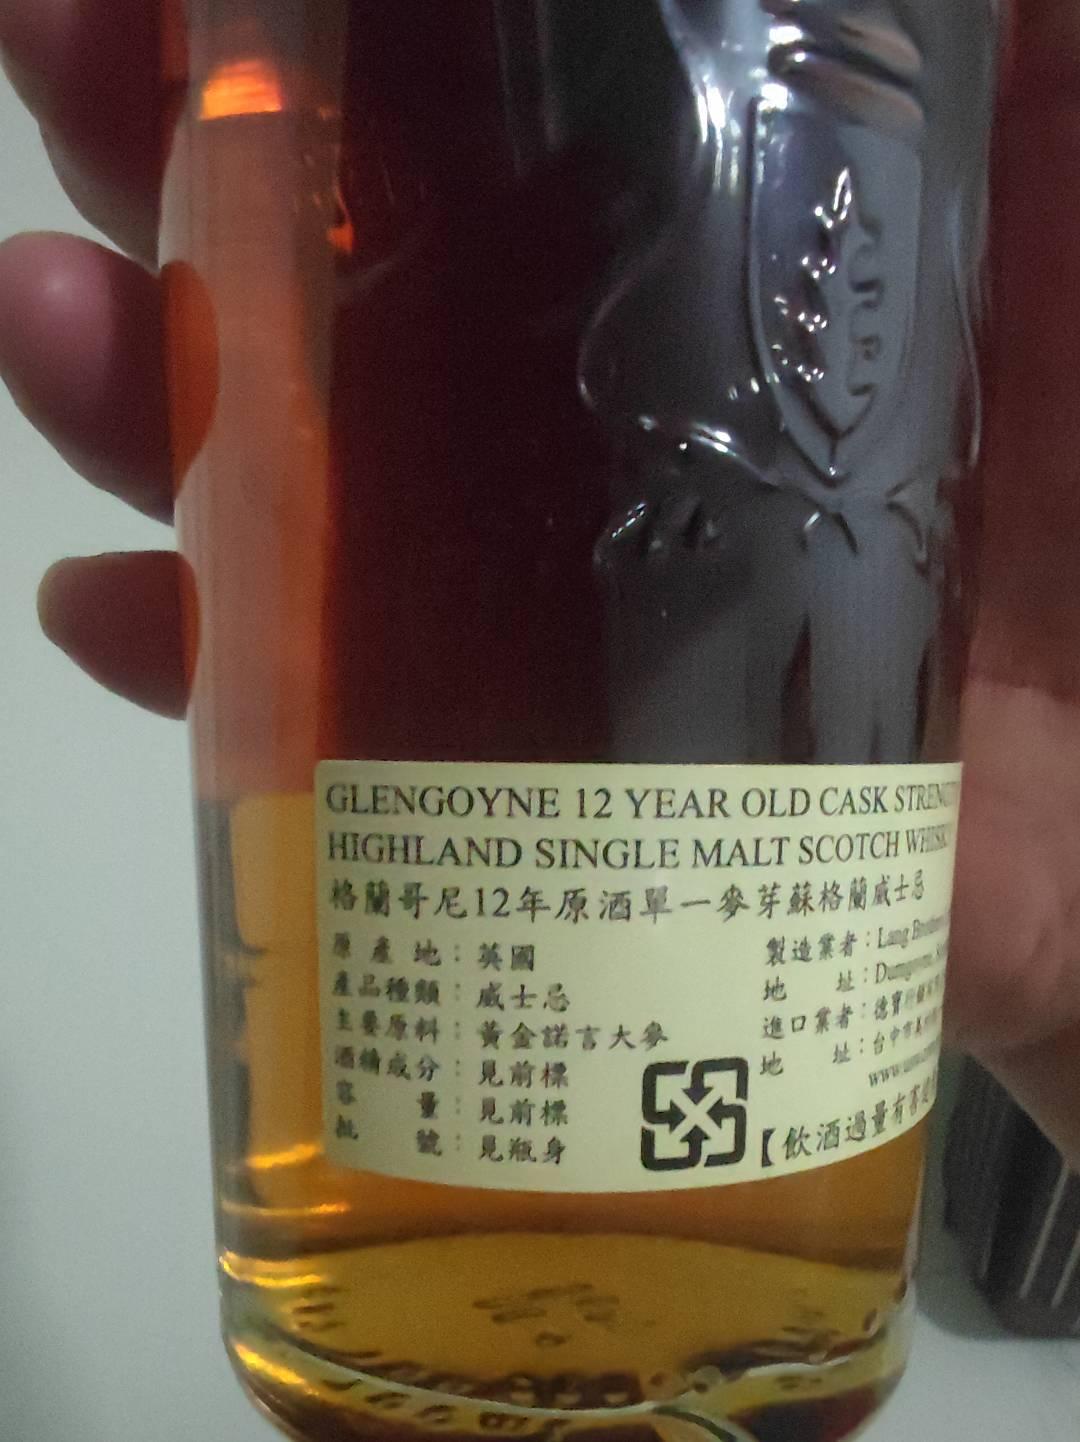 GLENGOYNE 12 YEAR OLD CASK
HIGHLAND SINGLE MALT SCOTCH
格蘭哥尼12年原酒單一麥芽蘇格蘭威士忌
原產地：英國
產品種類：威士忌
主要原料：黃金諾言大麥
酒精成分：見前標
容量：見前標
批號：見瓶身
製造業者：Lang
地址：Dumgoyne,
進口業者：德寶
地址：台中市
【飲酒過量有害